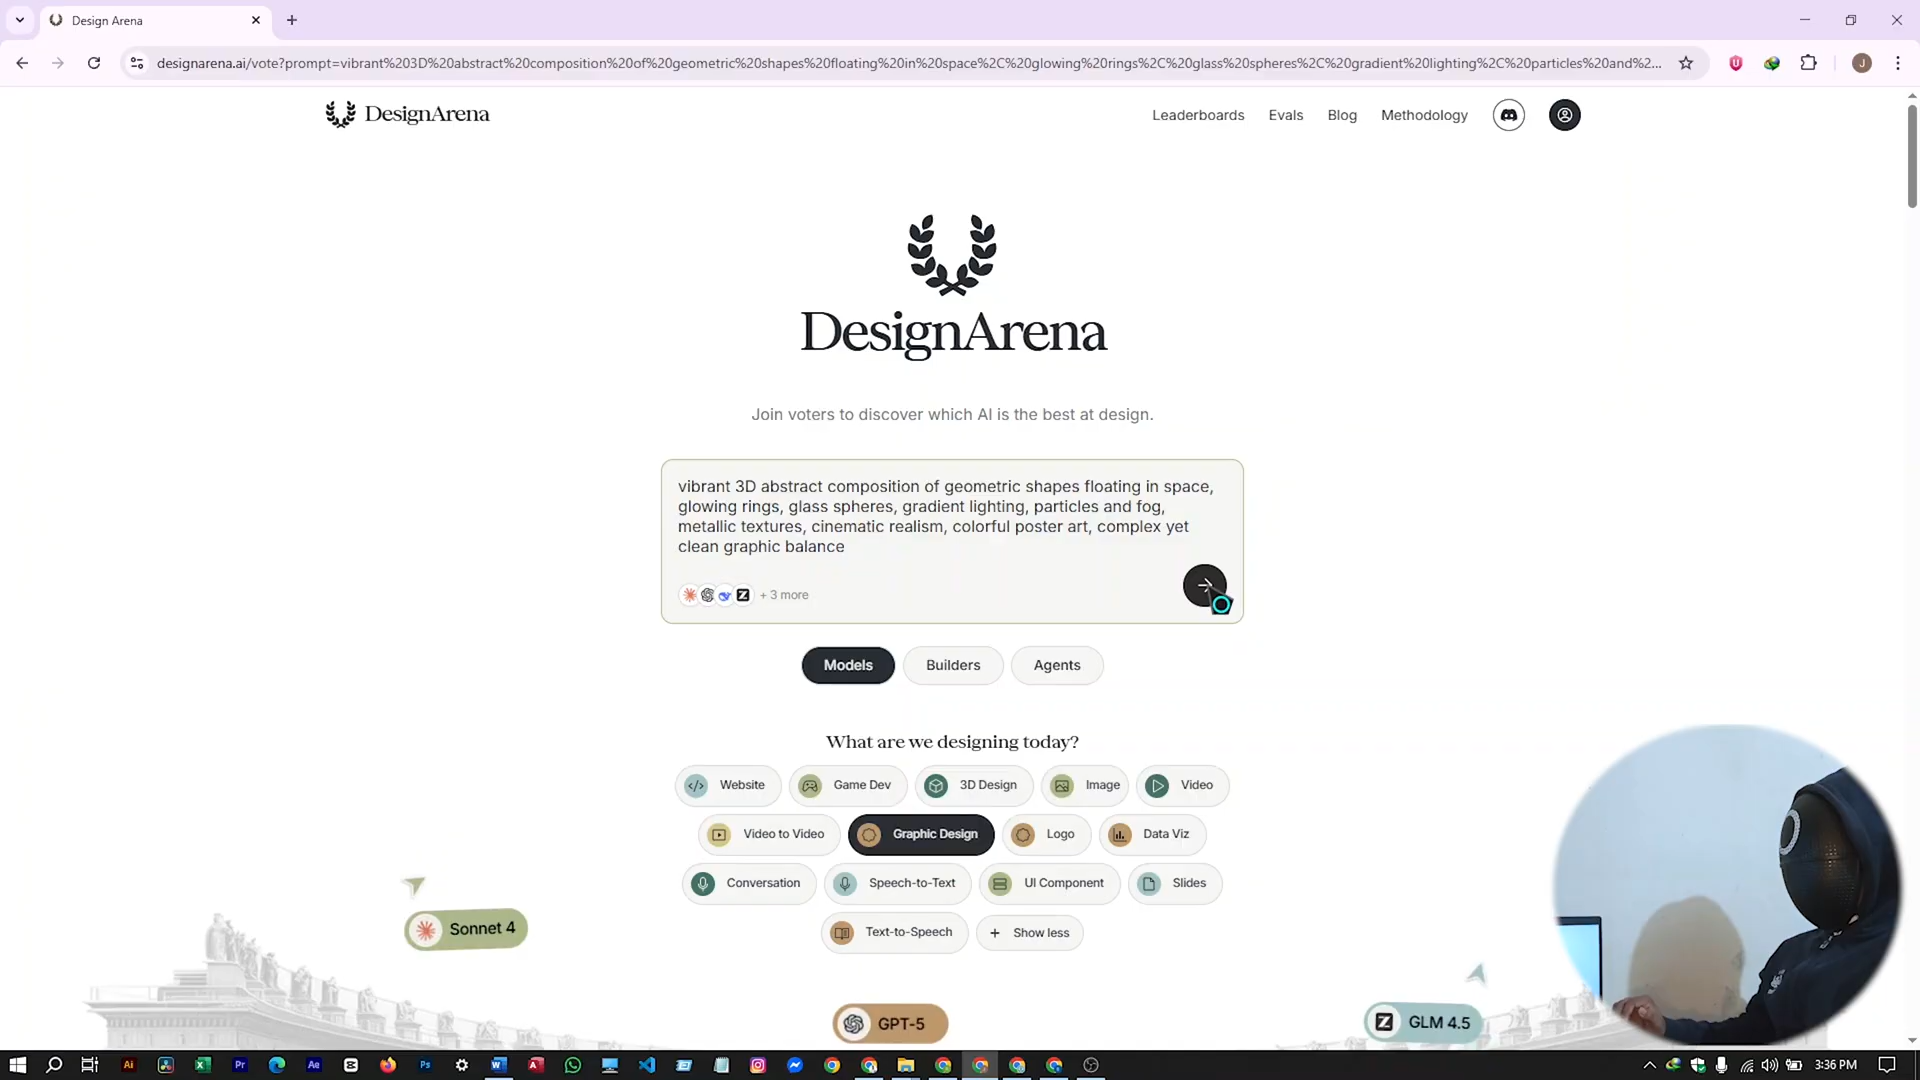 Design Arena
designarena.ai/vote?prompt=vibrant%203D%20abstract%20composition%20of%20geometric%20shapes%20floating%20in%20space%2C%20glowing%20rings%2C%20glass%20spheres%2C%20gradient%20lighting%2C%20particles%20and%2...
J
DesignArena
Leaderboards
Evals
Blog
Methodology
DesignArena
Join voters to discover which AI is the best at design.
vibrant 3D abstract composition of geometric shapes floating in space,
glowing rings, glass spheres, gradient lighting, particles and fog,
metallic textures, cinematic realism, colorful poster art, complex yet
clean graphic balance
+ 3 more
Models
Builders
Agents
What are we designing today?
Website
Game Dev
3D Design
Image
Video
Video to Video
Graphic Design
Logo
Data Viz
Conversation
Speech-to-Text
UI Component
Slides
Text-to-Speech
+ Show less
Sonnet 4
GPT-5
GLM 4.5
Ai
Pr
Ae
Ps
3:36 PM